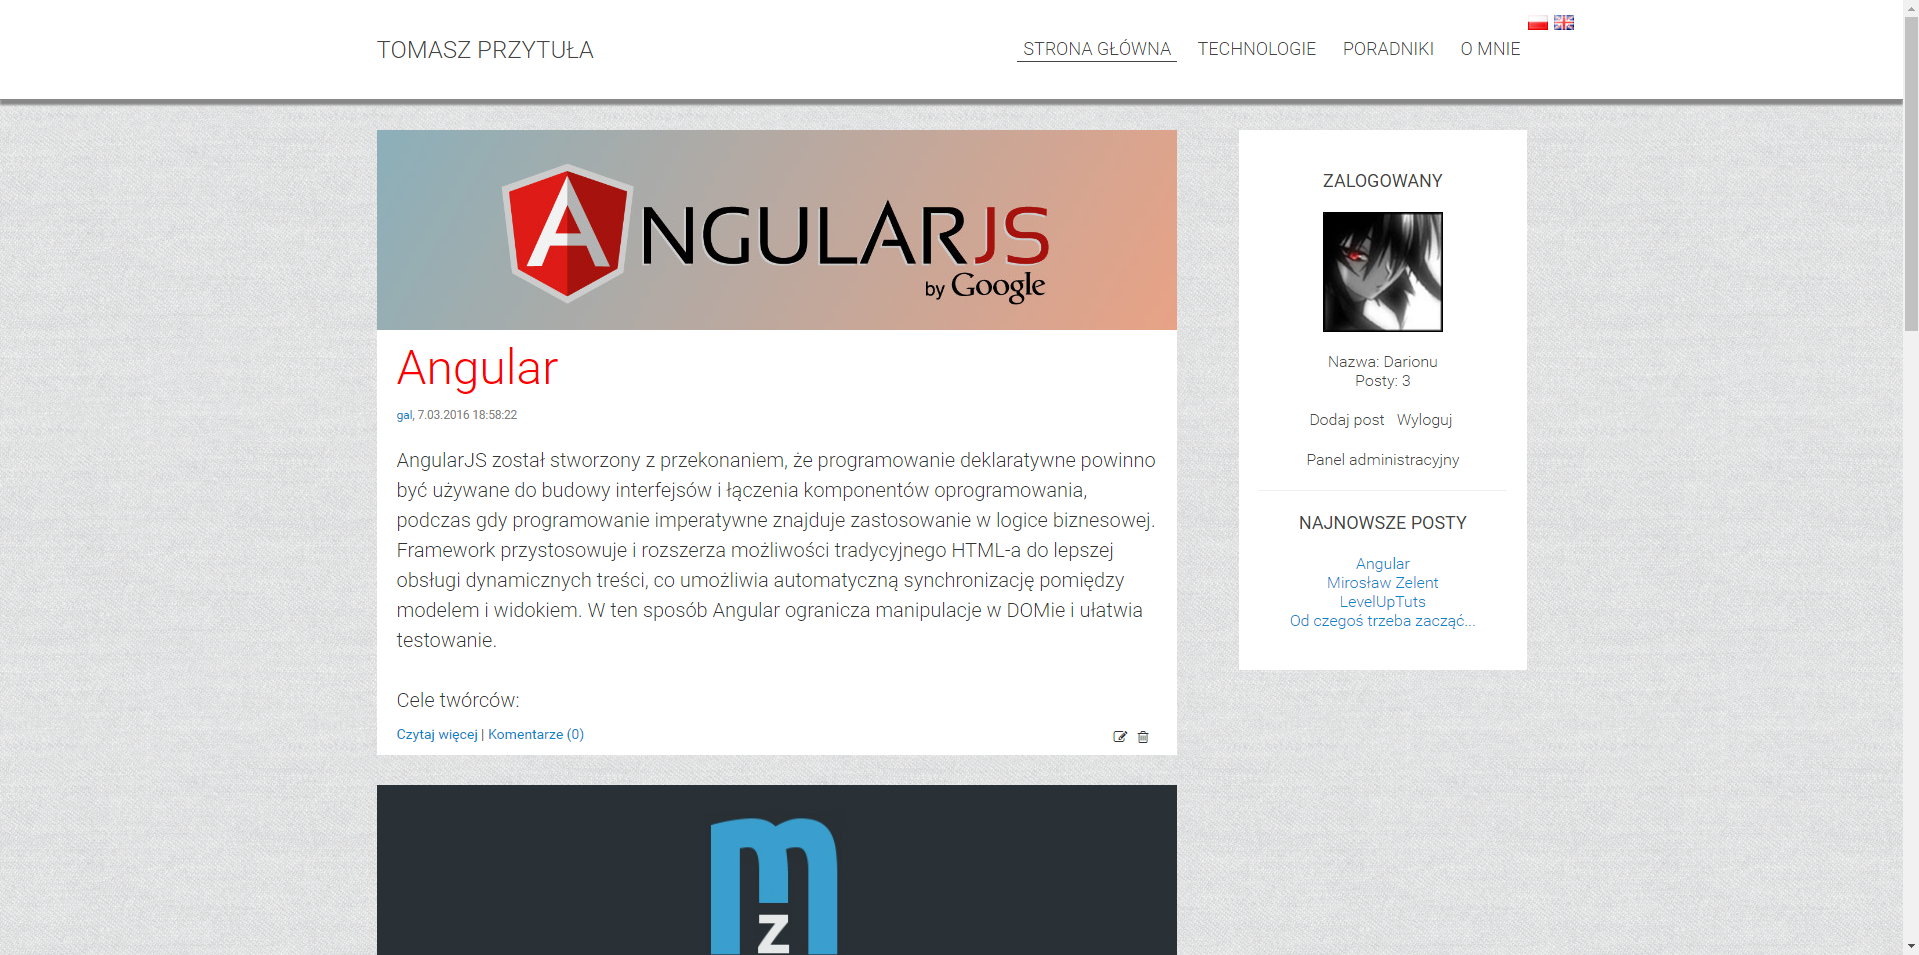 TOMASZ PRZYTUŁA
STRONA GŁÓWNA TECHNOLOGIE PORADNIKI O MNIE
ANGULARJS
by Google
Angular
gal, 7.03.2016 18:58:22
AngularJS został stworzony z przekonaniem, że programowanie deklaratywne powinno
być używane do budowy interfejsów i łączenia komponentów oprogramowania,
podczas gdy programowanie imperatywne znajduje zastosowanie w logice biznesowej.
Framework przystosowuje i rozszerza możliwości tradycyjnego HTML-a do lepszej
obsługi dynamicznych treści, co umożliwia automatyczną synchronizację pomiędzy
modelem i widokiem. W ten sposób Angular ogranicza manipulacje w DOMie i ułatwia
testowanie.
Cele twórców:
Czytaj więcej | Komentarze (0)
mz
ZALOGOWANY
Nazwa: Darionu
Posty: 3
Dodaj post Wyloguj
Panel administracyjny
NAJNOWSZE POSTY
Angular
Mirosław Zelent
LevelUpTuts
Od czegoś trzeba zacząć...